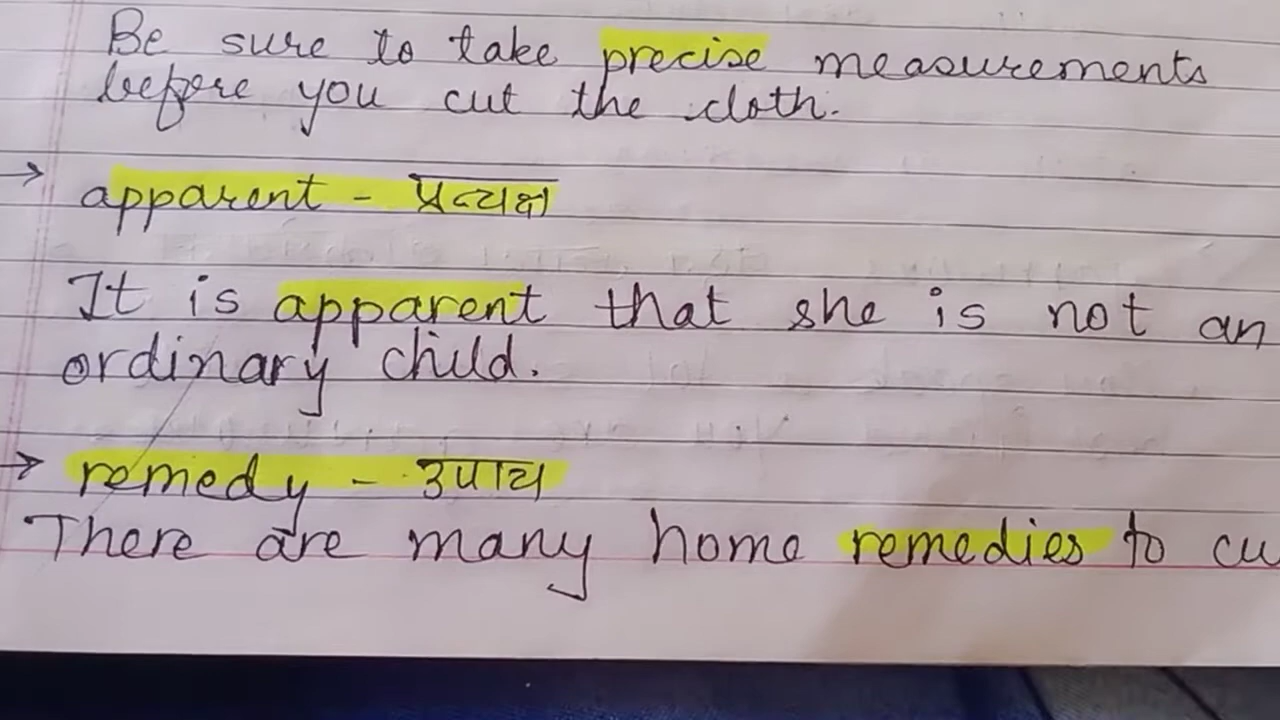 Be sure to take precise measurements
before you cut the cloth.
→ apparent - प्रत्यक्ष
It is apparent that she is not an
ordinary child.
→ remedy - उपाय
There are many home remedies to cu